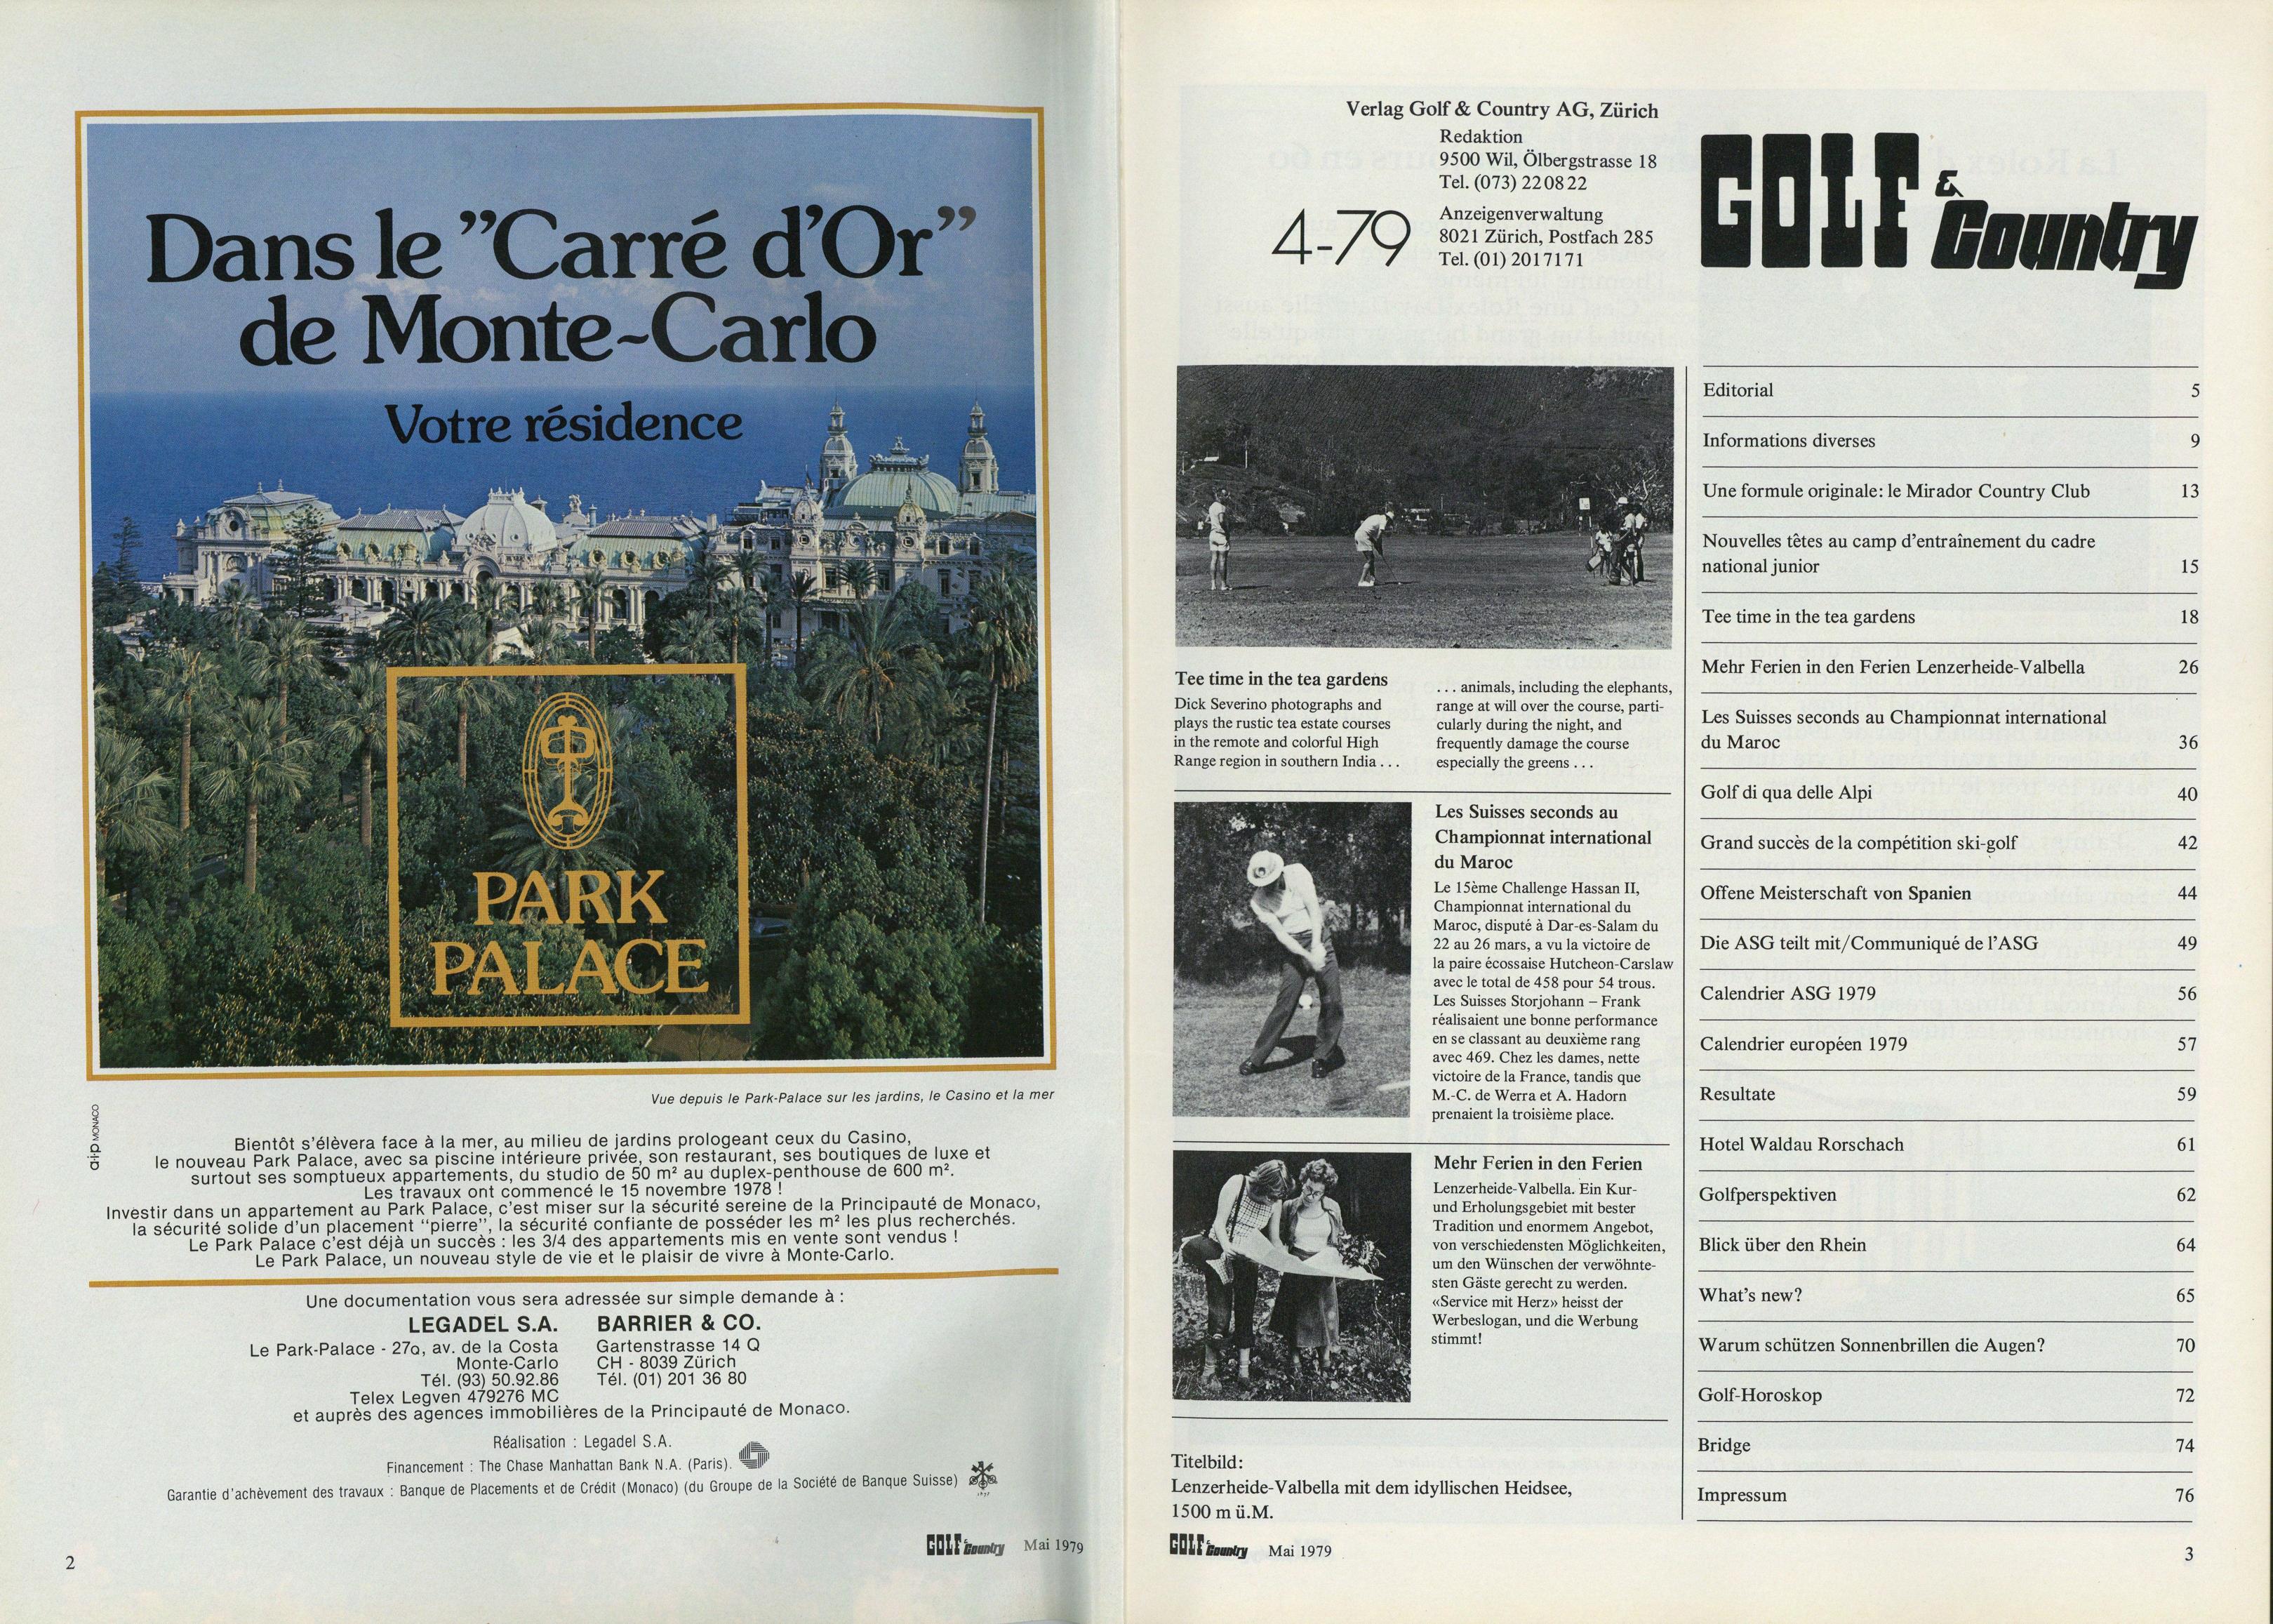 Dans le "Carré d'Or"
de Monte-Carlo
Votre résidence
PARK
PALACE
Vue depuis le Park-Palace sur les jardins, le Casino et la mer
a·i·p MONACO
Bientôt s'élèvera face à la mer, au milieu de jardins prologeant ceux du Casino,
le nouveau Park Palace, avec sa piscine intérieure privée, son restaurant, ses boutiques de luxe et
surtout ses somptueux appartements, du studio de 50 m² au duplex-penthouse de 600 m².
Les travaux ont commencé le 15 novembre 1978 !
Investir dans un appartement au Park Palace, c'est miser sur la sécurité sereine de la Principauté de Monaco,
la sécurité solide d'un placement "pierre", la sécurité confiante de posséder les m² les plus recherchés.
Le Park Palace c'est déjà un succès : les 3/4 des appartements mis en vente sont vendus !
Le Park Palace, un nouveau style de vie et le plaisir de vivre à Monte-Carlo.
Une documentation vous sera adressée sur simple demande à :
LEGADEL S.A.
Le Park-Palace - 27a, av. de la Costa
Monte-Carlo
Tél. (93) 50.92.86
Telex Legven 479276 MC
BARRIER & CO.
Gartenstrasse 14 Q
CH - 8039 Zürich
Tél. (01) 201 36 80
et auprès des agences immobilières de la Principauté de Monaco.
Réalisation : Legadel S.A.
Financement : The Chase Manhattan Bank N.A. (Paris).
Garantie d'achèvement des travaux : Banque de Placements et de Crédit (Monaco) (du Groupe de la Société de Banque Suisse)
2
GOLF & Country Mai 1979
Verlag Golf & Country AG, Zürich
Redaktion
9500 Wil, Ölbergstrasse 18
Tel. (073) 22 08 22
4-79
Anzeigenverwaltung
8021 Zürich, Postfach 285
Tel. (01) 201 71 71
GOLF & Country
Tee time in the tea gardens
Dick Severino photographs and
plays the rustic tea estate courses
in the remote and colorful High
Range region in southern India . . .
. . . animals, including the elephants,
range at will over the course, parti-
cularly during the night, and
frequently damage the course
especially the greens . . .
Les Suisses seconds au
Championnat international
du Maroc
Le 15ème Challenge Hassan II,
Championnat international du
Maroc, disputé à Dar-es-Salam du
22 au 26 mars, a vu la victoire de
la paire écossaise Hutcheon-Carslaw
avec le total de 458 pour 54 trous.
Les Suisses Storjohann – Frank
réalisaient une bonne performance
en se classant au deuxième rang
avec 469. Chez les dames, nette
victoire de la France, tandis que
M.-C. de Werra et A. Hadorn
prenaient la troisième place.
Mehr Ferien in den Ferien
Lenzerheide-Valbella. Ein Kur-
und Erholungsgebiet mit bester
Tradition und enormem Angebot,
von verschiedensten Möglichkeiten,
um den Wünschen der verwöhnte-
sten Gäste gerecht zu werden.
«Service mit Herz» heisst der
Werbeslogan, und die Werbung
stimmt!
Titelbild:
Lenzerheide-Valbella mit dem idyllischen Heidsee,
1500 m ü.M.
Editorial 5
Informations diverses 9
Une formule originale: le Mirador Country Club 13
Nouvelles têtes au camp d'entraînement du cadre
national junior 15
Tee time in the tea gardens 18
Mehr Ferien in den Ferien Lenzerheide-Valbella 26
Les Suisses seconds au Championnat international
du Maroc 36
Golf di qua delle Alpi 40
Grand succès de la compétition ski-golf 42
Offene Meisterschaft von Spanien 44
Die ASG teilt mit/Communiqué de l'ASG 49
Calendrier ASG 1979 56
Calendrier européen 1979 57
Resultate 59
Hotel Waldau Rorschach 61
Golfperspektiven 62
Blick über den Rhein 64
What's new? 65
Warum schützen Sonnenbrillen die Augen? 70
Golf-Horoskop 72
Bridge 74
Impressum 76
GOLF & Country Mai 1979
3